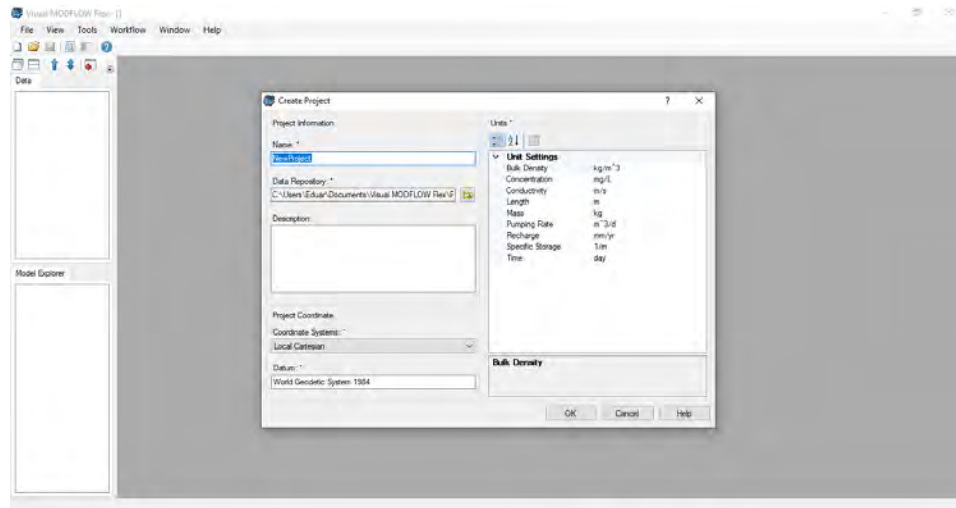 Visual MODFLOW Flex - []
File View Tools Workflow Window Help
Data
Model Explorer
Create Project
? ×
Project Information
Name: *
NewProject
Data Repository: *
C:\Users\Eduar\Documents\Visual MODFLOW Flex\P
Description:
Project Coordinate
Coordinate Systems: *
Local Cartesian
Datum: *
World Geodetic System 1984
Units *
Unit Settings
Bulk Density kg/m^3
Concentration mg/L
Conductivity m/s
Length m
Mass kg
Pumping Rate m^3/d
Recharge mm/yr
Specific Storage 1/m
Time day
Bulk Density
OK Cancel Help